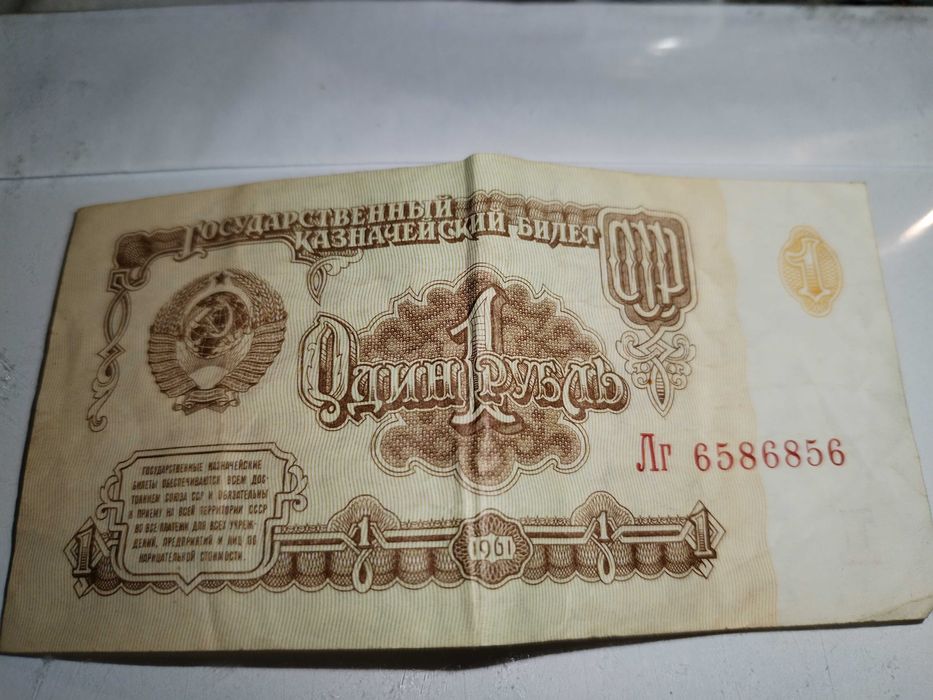 Государственный
Казначейский Билет
СССР
1
1
Один Рубль
Лг 6586856
Государственные казначейские
билеты обеспечиваются всем дос-
тоянием Союза ССР и обязательны
к приему на всей территории СССР
во все платежи для всех учреж-
дений, предприятий и лиц по
нарицательной стоимости.
1
1
1961
1
1